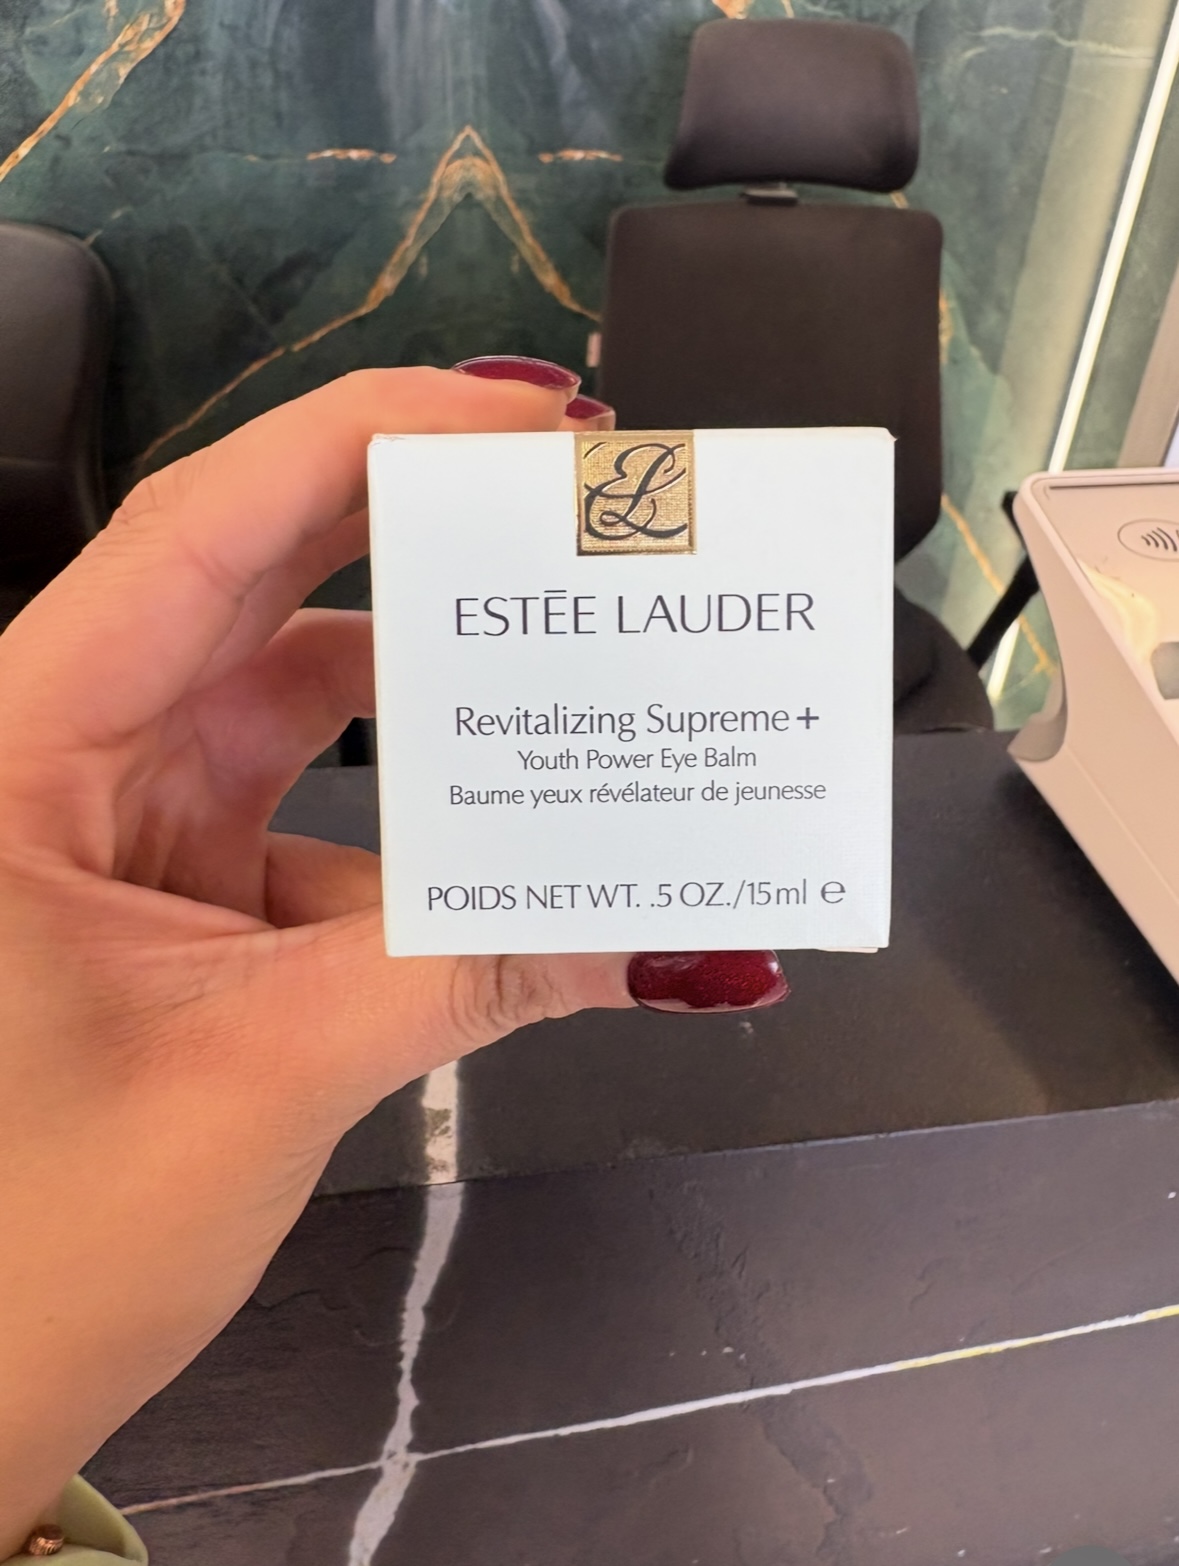 EL
ESTĒE LAUDER
Revitalizing Supreme+
Youth Power Eye Balm
Baume yeux révélateur de jeunesse
POIDS NET WT. .5 OZ./15ml ℮